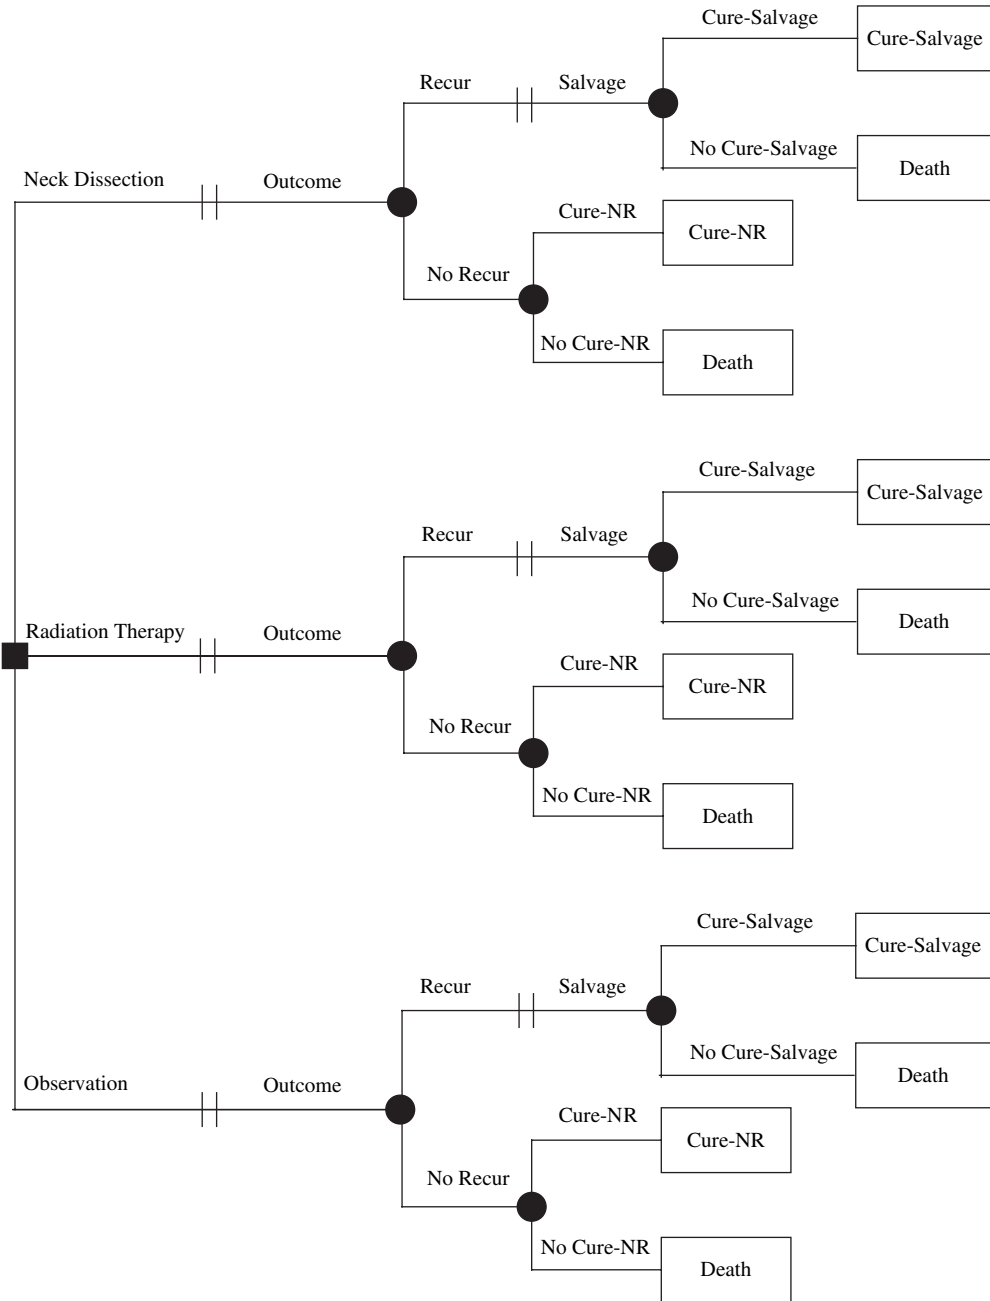 Cure-Salvage
Cure-Salvage
Recur
Salvage
No Cure-Salvage
Death
Neck Dissection
Outcome
Cure-NR
Cure-NR
No Recur
No Cure-NR
Death
Cure-Salvage
Cure-Salvage
Recur
Salvage
No Cure-Salvage
Death
Radiation Therapy
Outcome
Cure-NR
Cure-NR
No Recur
No Cure-NR
Death
Cure-Salvage
Cure-Salvage
Recur
Salvage
No Cure-Salvage
Death
Observation
Outcome
Cure-NR
Cure-NR
No Recur
No Cure-NR
Death